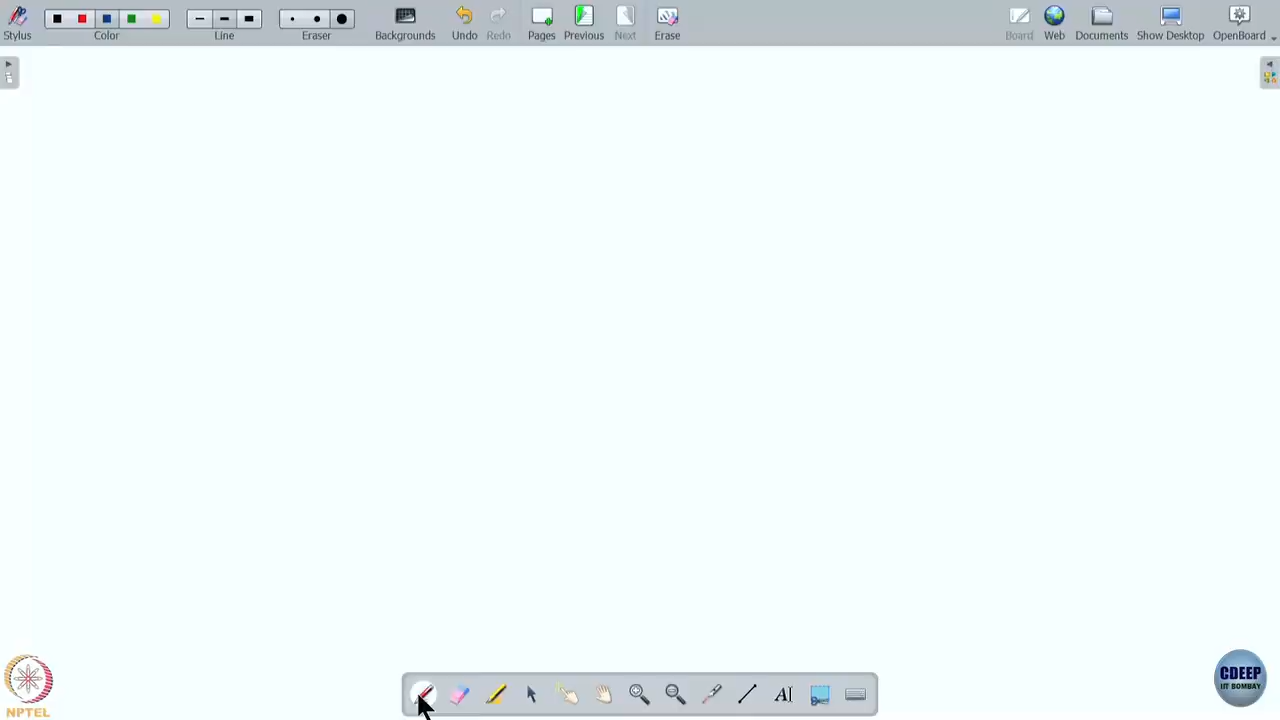 Stylus Color Line Eraser Backgrounds Undo Redo Pages Previous Next Erase Board Web Documents Show Desktop OpenBoard
AI
NPTEL
CDEEP
IIT BOMBAY